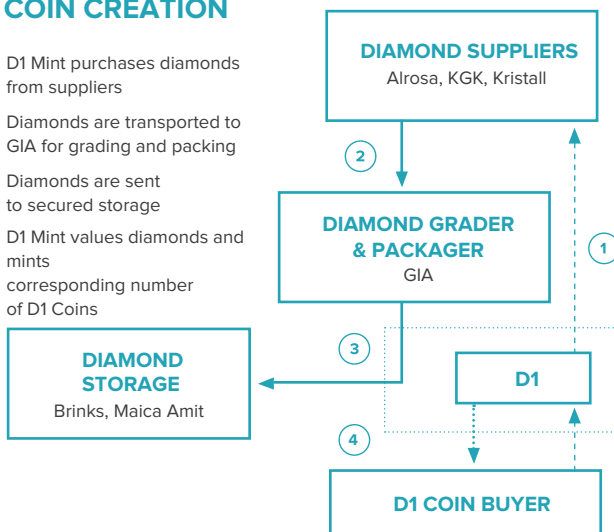 COIN CREATION
D1 Mint purchases diamonds
from suppliers
Diamonds are transported to
GIA for grading and packing
Diamonds are sent
to secured storage
D1 Mint values diamonds and
mints
corresponding number
of D1 Coins
DIAMOND SUPPLIERS
Alrosa, KGK, Kristall
2
DIAMOND GRADER
& PACKAGER
GIA
1
3
DIAMOND
STORAGE
Brinks, Maica Amit
D1
4
D1 COIN BUYER